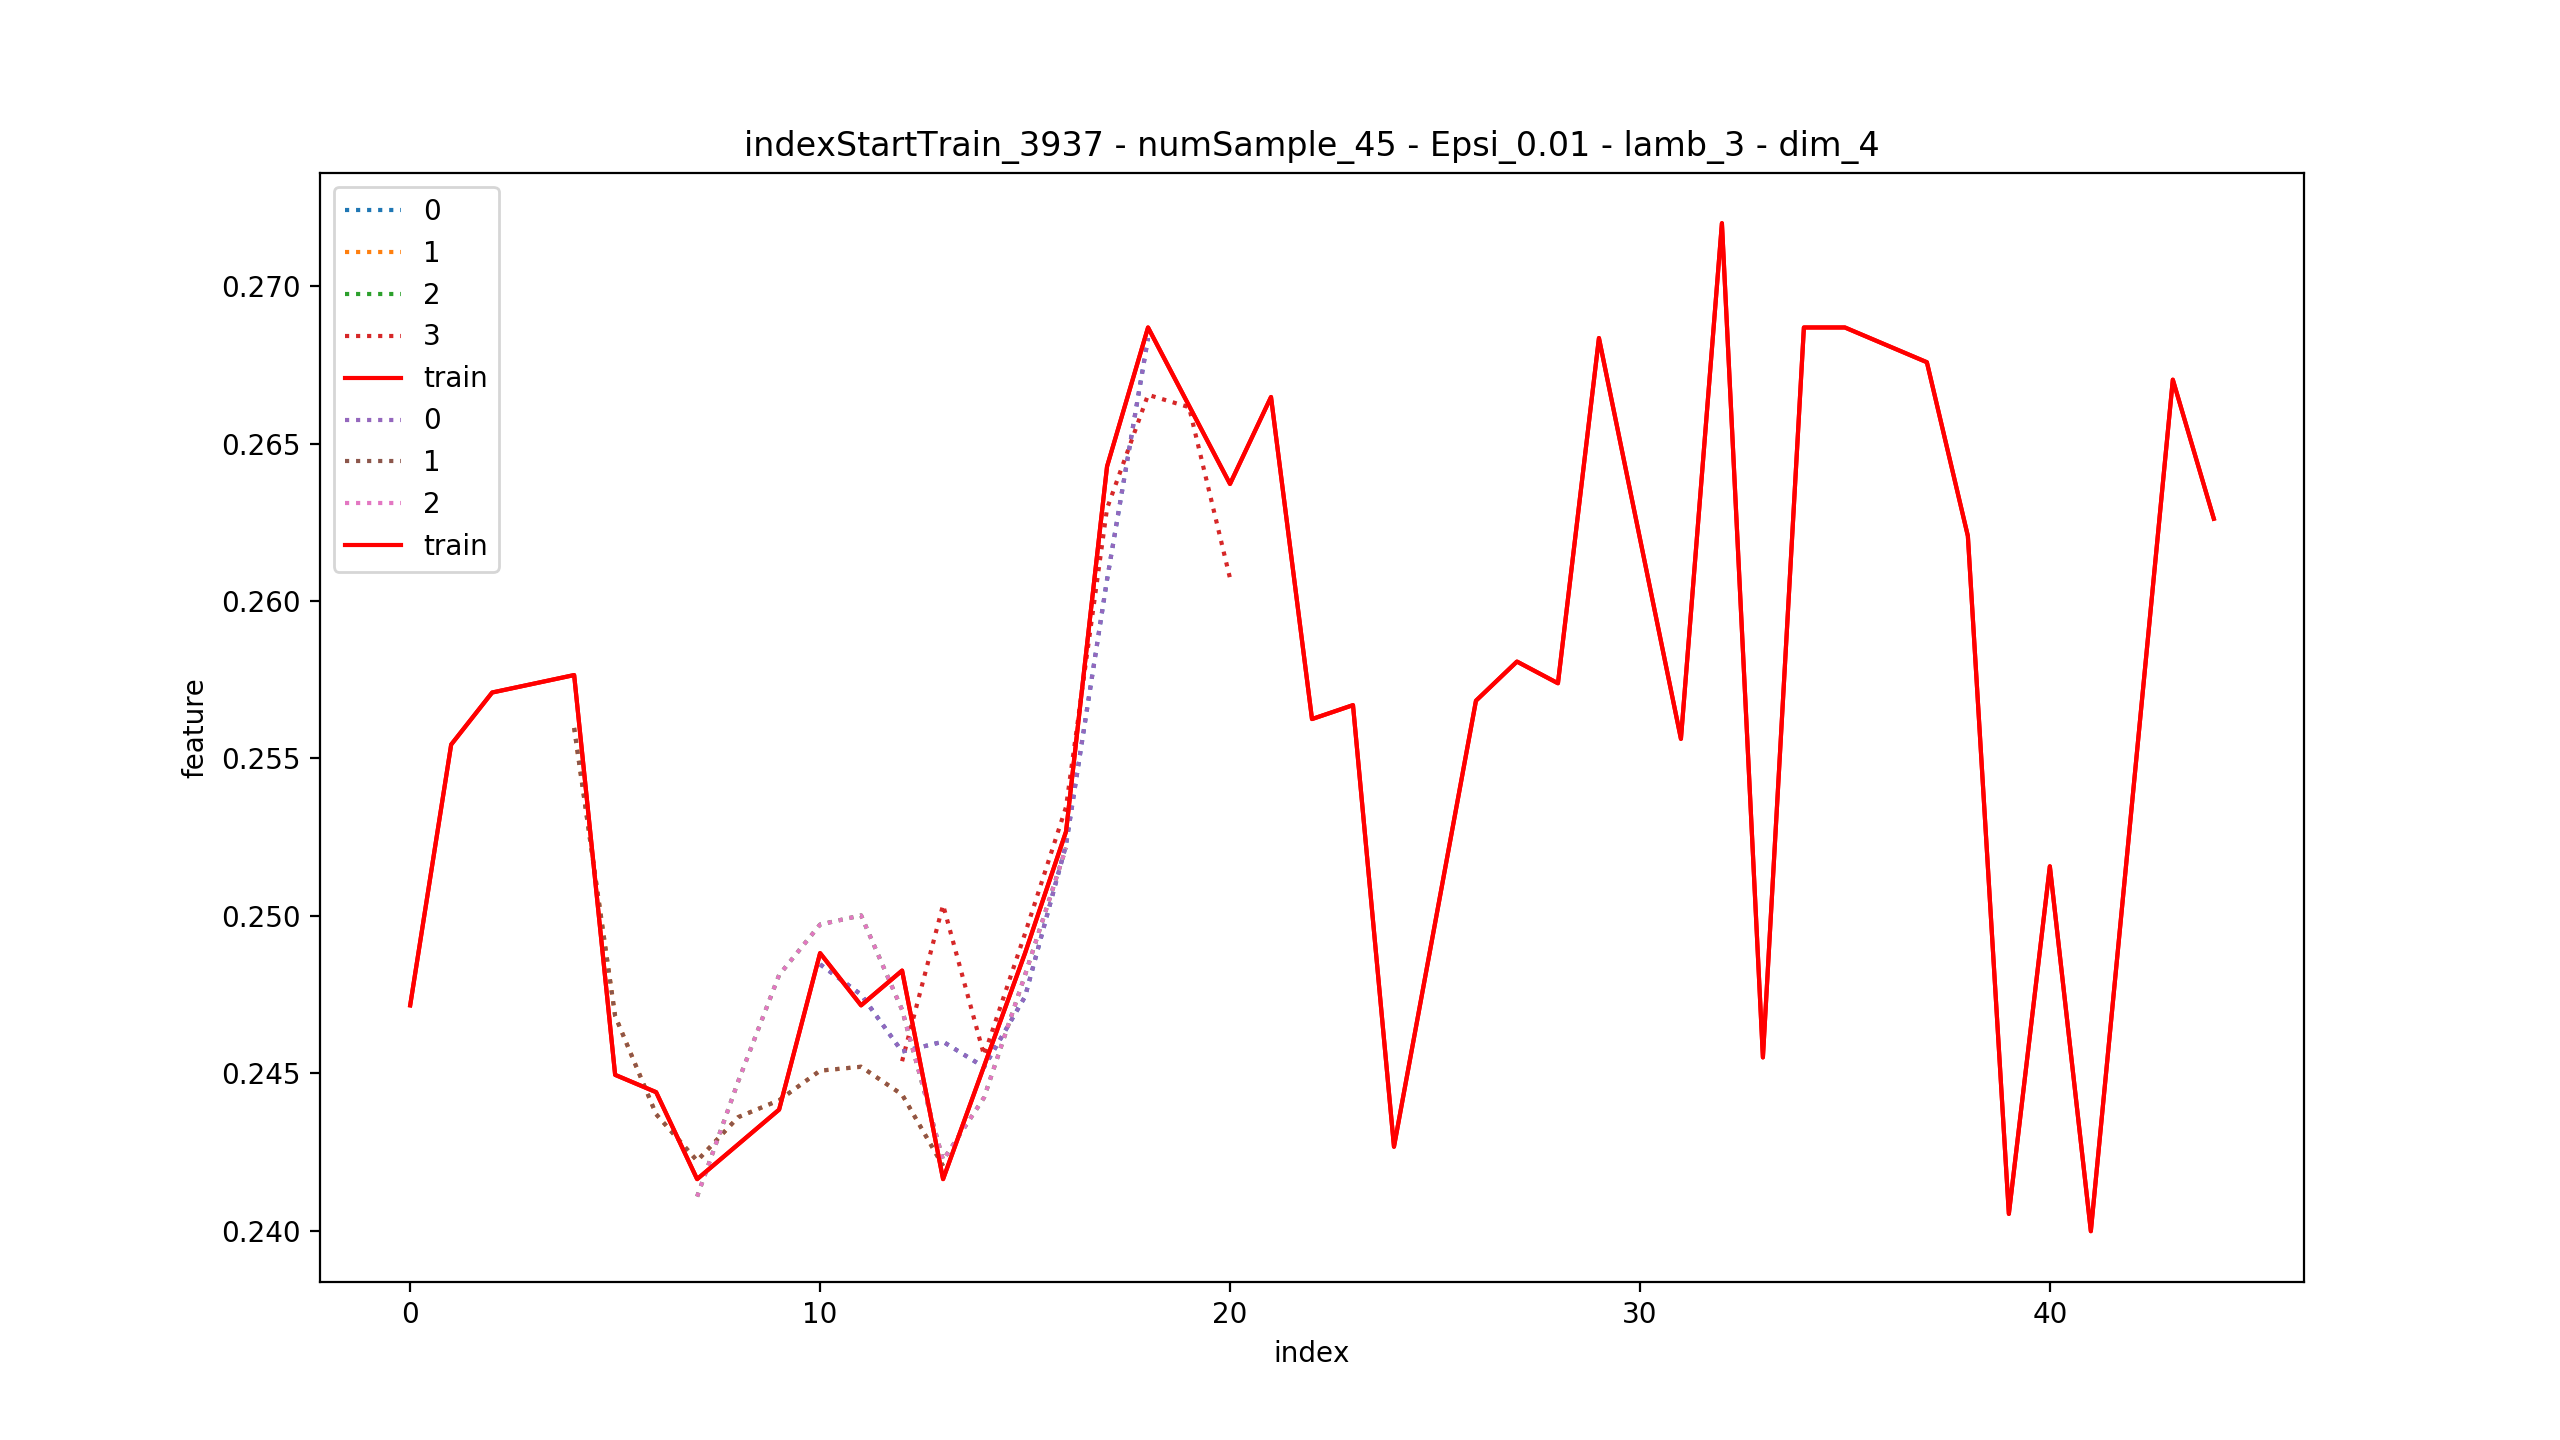 indexStartTrain_3937 - numSample_45 - Epsi_0.01 - lamb_3 - dim_4
0
1
2
3
train
0
1
2
train
0.270
0.265
0.260
0.255
0.250
0.245
0.240
feature
0 10 20 30 40
index